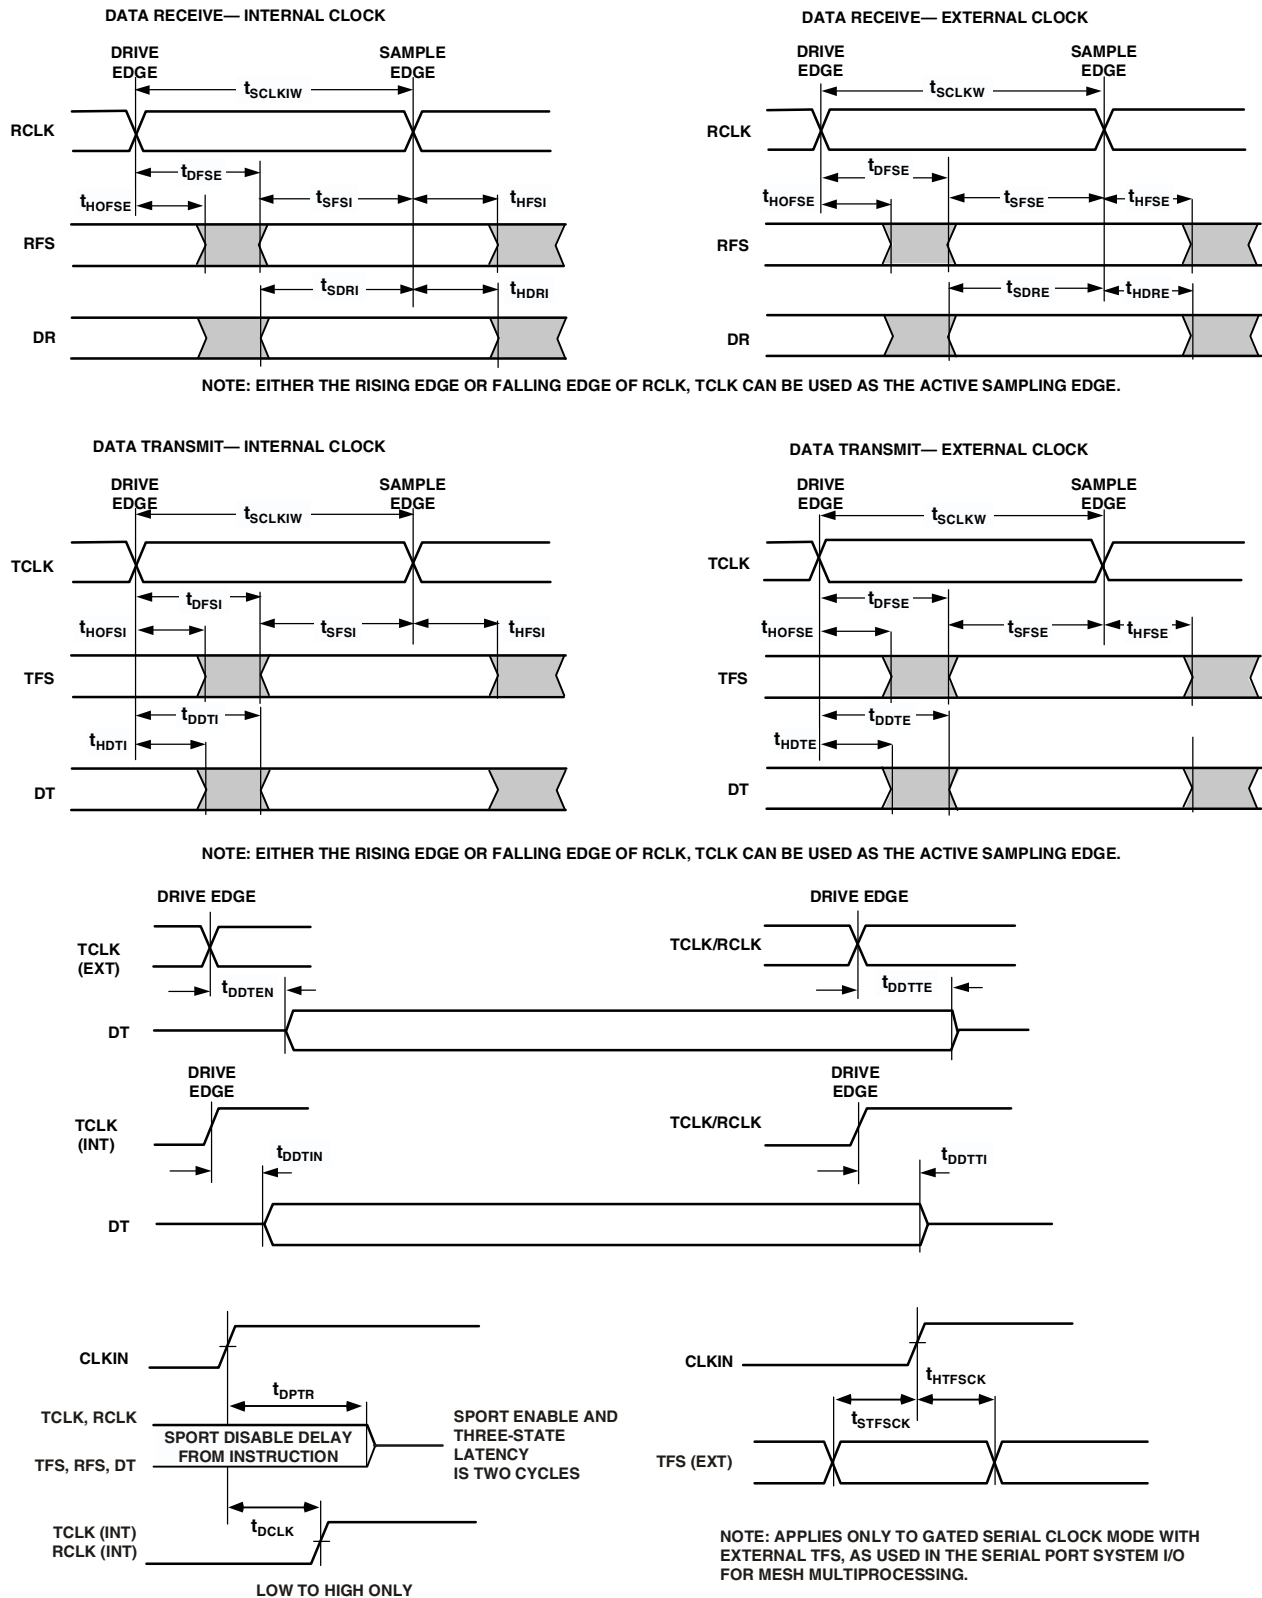 DATA RECEIVE— INTERNAL CLOCK
DRIVE EDGE
SAMPLE EDGE
tSCLKIW
RCLK
tDFSE
tHOFSE
tSFSI
tHFSI
RFS
tSDRI
tHDRI
DR
DATA RECEIVE— EXTERNAL CLOCK
DRIVE EDGE
SAMPLE EDGE
tSCLKW
RCLK
tDFSE
tHOFSE
tSFSE
tHFSE
RFS
tSDRE
tHDRE
DR
NOTE: EITHER THE RISING EDGE OR FALLING EDGE OF RCLK, TCLK CAN BE USED AS THE ACTIVE SAMPLING EDGE.
DATA TRANSMIT— INTERNAL CLOCK
DRIVE EDGE
SAMPLE EDGE
tSCLKIW
TCLK
tDFSI
tHOFSI
tSFSI
tHFSI
TFS
tDDTI
tHDTI
DT
DATA TRANSMIT— EXTERNAL CLOCK
DRIVE EDGE
SAMPLE EDGE
tSCLKW
TCLK
tDFSE
tHOFSE
tSFSE
tHFSE
TFS
tDDTE
tHDTE
DT
NOTE: EITHER THE RISING EDGE OR FALLING EDGE OF RCLK, TCLK CAN BE USED AS THE ACTIVE SAMPLING EDGE.
DRIVE EDGE
TCLK
(EXT)
tDDTEN
DRIVE EDGE
TCLK/RCLK
tDDTTE
DT
DRIVE
EDGE
TCLK
(INT)
tDDTIN
DRIVE
EDGE
TCLK/RCLK
tDDTTI
DT
CLKIN
tDPTR
TCLK, RCLK
SPORT DISABLE DELAY
FROM INSTRUCTION
TFS, RFS, DT
SPORT ENABLE AND
THREE-STATE
LATENCY
IS TWO CYCLES
tDCLK
TCLK (INT)
RCLK (INT)
LOW TO HIGH ONLY
CLKIN
tHTFSCK
tSTFSCK
TFS (EXT)
NOTE: APPLIES ONLY TO GATED SERIAL CLOCK MODE WITH
EXTERNAL TFS, AS USED IN THE SERIAL PORT SYSTEM I/O
FOR MESH MULTIPROCESSING.